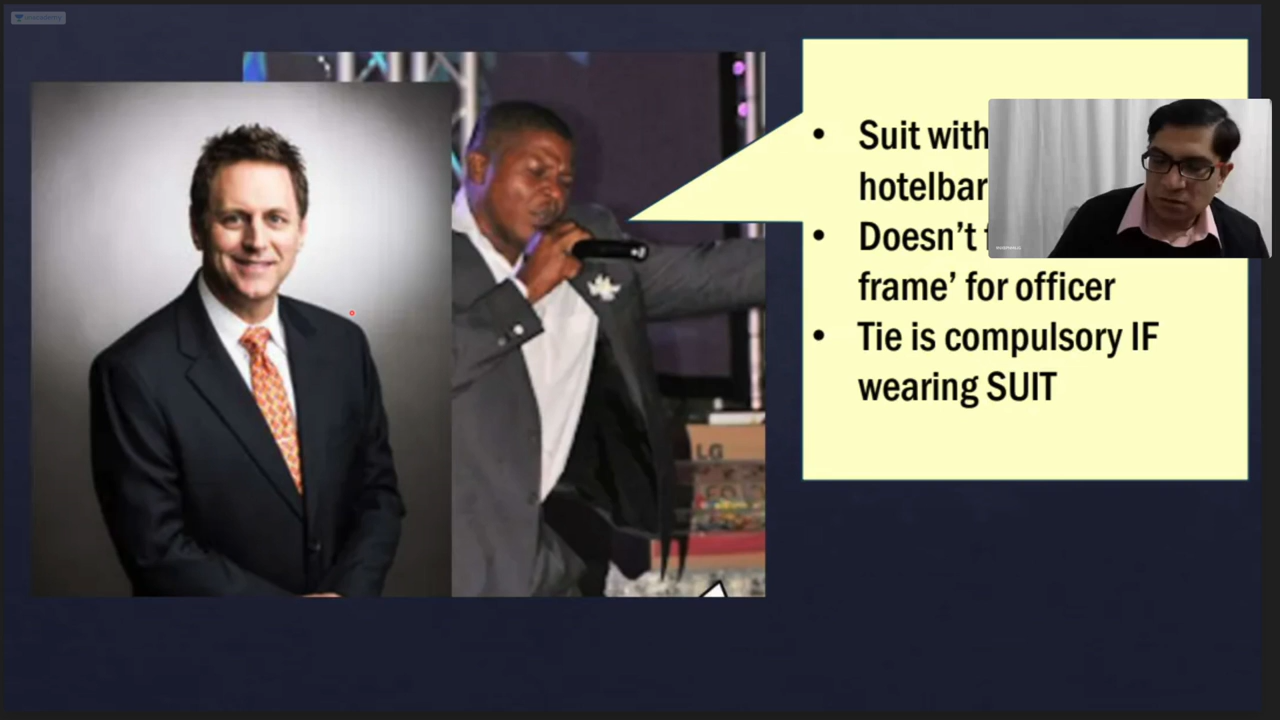 Suit with
hotelbar
Doesn’t f
frame’ for officer
Tie is compulsory IF
wearing SUIT
LG